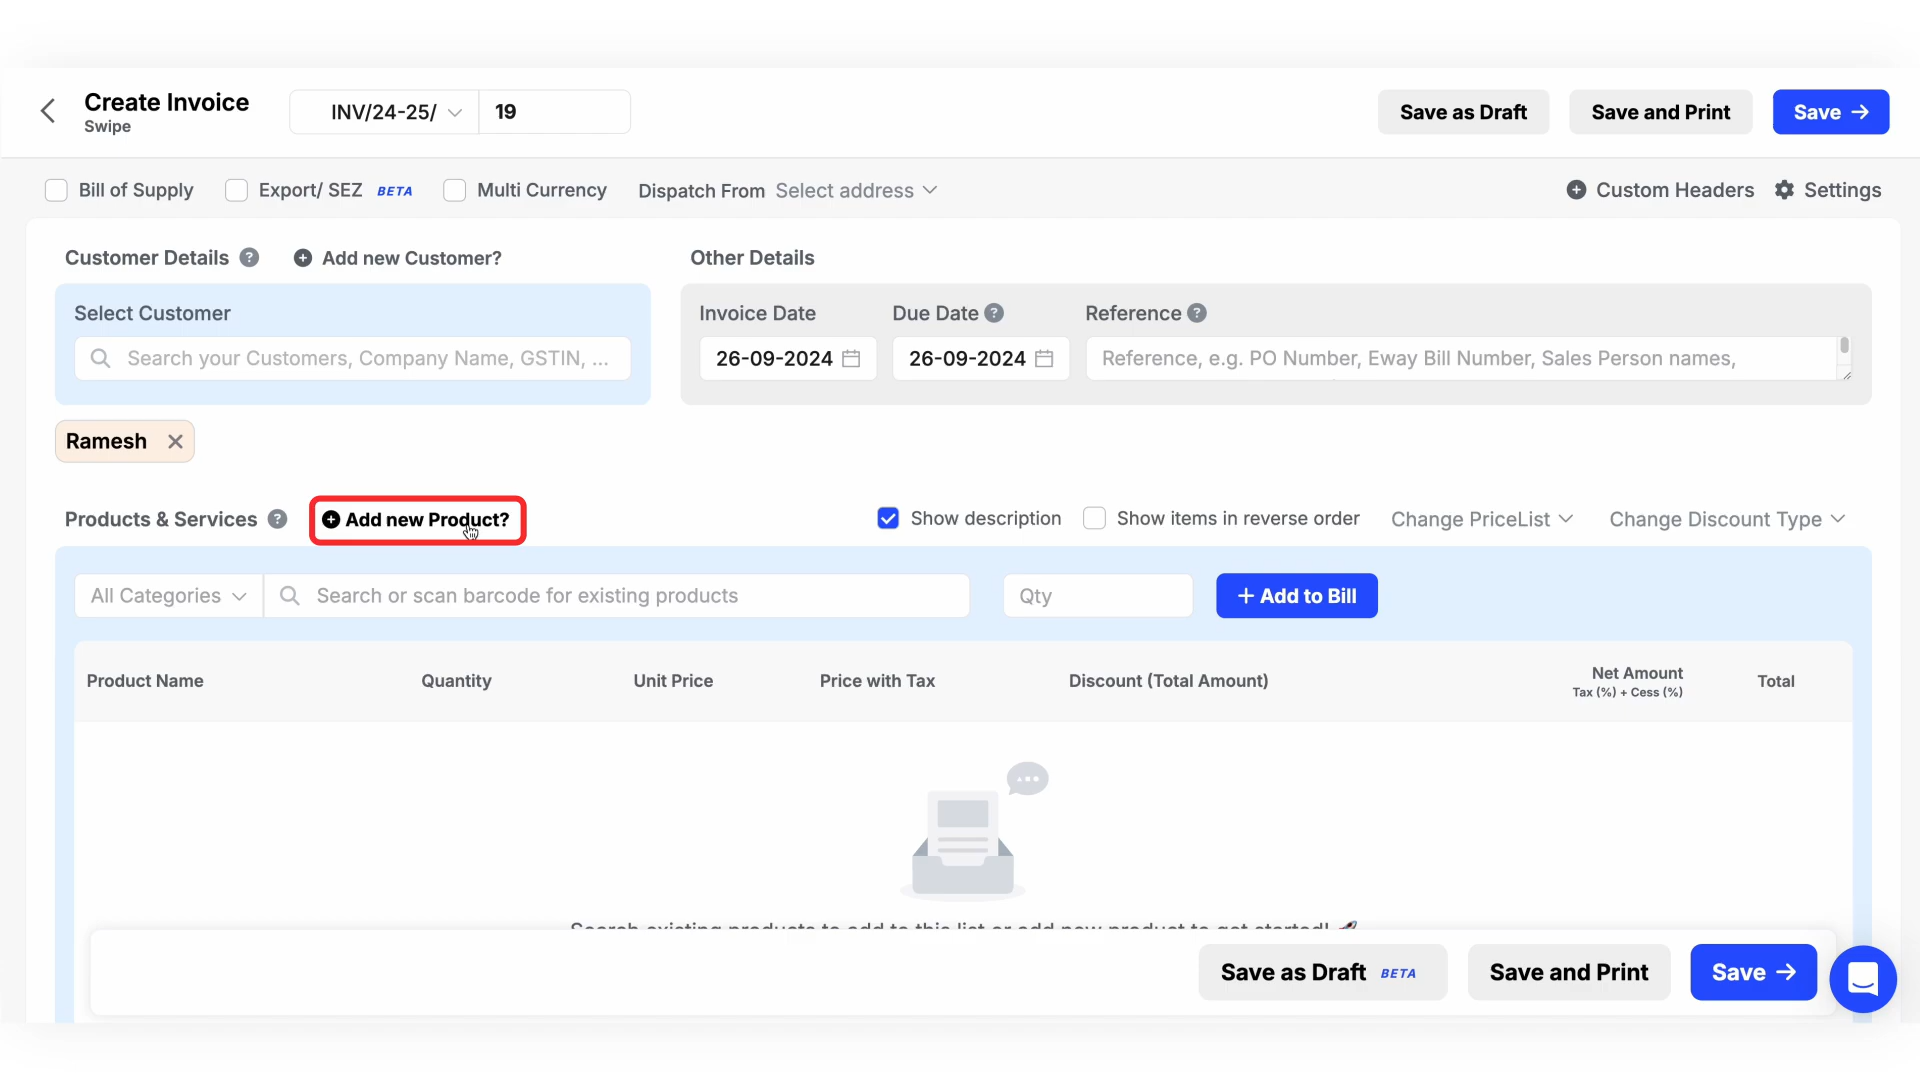 Create Invoice
Swipe
INV/24-25/ 19
Save as Draft Save and Print Save →
Bill of Supply Export/ SEZ BETA Multi Currency Dispatch From Select address
Custom Headers Settings
Customer Details ? Add new Customer? Other Details
Select Customer Invoice Date Due Date ? Reference ?
Search your Customers, Company Name, GSTIN, ... 26-09-2024 26-09-2024 Reference, e.g. PO Number, Eway Bill Number, Sales Person names,
Ramesh ×
Products & Services ? Add new Product? Show description Show items in reverse order Change PriceList Change Discount Type
All Categories Search or scan barcode for existing products Qty + Add to Bill
Product Name Quantity Unit Price Price with Tax Discount (Total Amount) Net Amount Total
Tax (%) + Cess (%)
Search existing products to add to this list or add new product to get started! 🚀
Save as Draft BETA Save and Print Save →